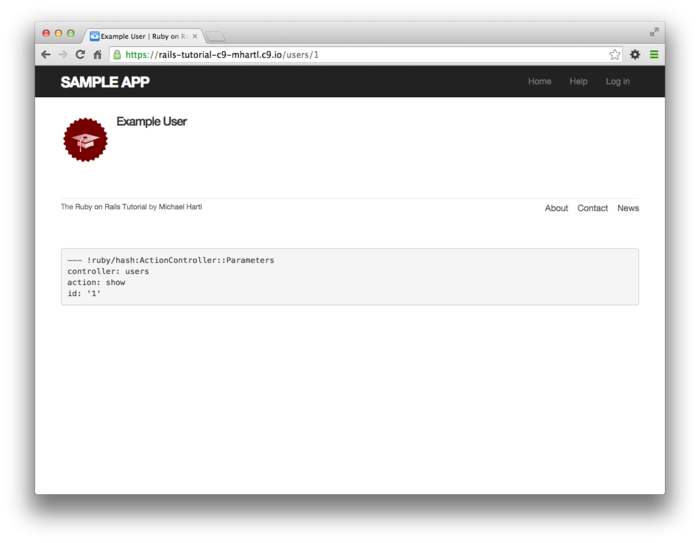 Example User | Ruby on R
https://rails-tutorial-c9-mhartl.c9.io/users/1
SAMPLE APP
Home Help Log in
Example User
The Ruby on Rails Tutorial by Michael Hartl
About Contact News
--- !ruby/hash:ActionController::Parameters
controller: users
action: show
id: '1'